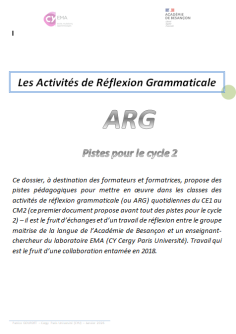 CY EMA
ACADÉMIE
DE BESANÇON
I
Les Activités de Réflexion Grammaticale
ARG
Pistes pour le cycle 2
Ce dossier, à destination des formateurs et formatrices, propose des
pistes pédagogiques pour mettre en œuvre dans les classes des
activités de réflexion grammaticale (ou ARG) quotidiennes du CE1 au
CM2 (ce premier document propose avant tout des pistes pour le cycle
2) – il est le fruit d'échanges et d'un travail de réflexion entre le groupe
maitrise de la langue de l'Académie de Besançon et un enseignant-
chercheur du laboratoire EMA (CY Cergy Paris Université). Travail qui
est le fruit d'une collaboration entamée en 2018.